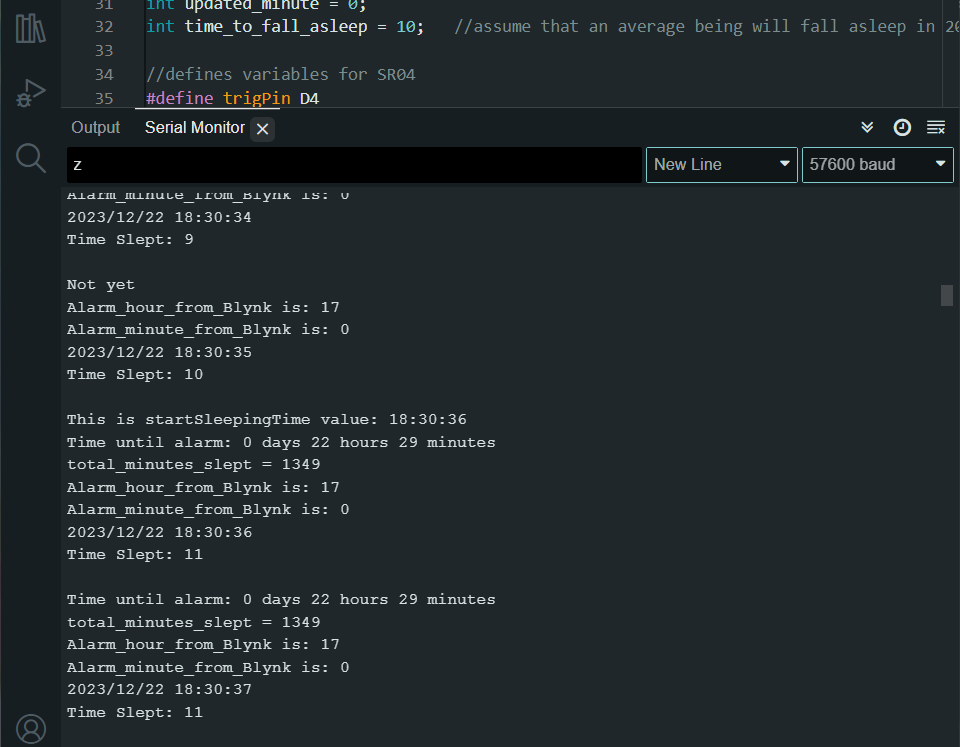 31 int updated_minute = 0;
32 int time_to_fall_asleep = 10; //assume that an average being will fall asleep in 20
33
34 //defines variables for SR04
35 #define trigPin D4
Output Serial Monitor
z New Line 57600 baud
Alarm_minute_from_Blynk is: 0
2023/12/22 18:30:34
Time Slept: 9
Not yet
Alarm_hour_from_Blynk is: 17
Alarm_minute_from_Blynk is: 0
2023/12/22 18:30:35
Time Slept: 10
This is startSleepingTime value: 18:30:36
Time until alarm: 0 days 22 hours 29 minutes
total_minutes_slept = 1349
Alarm_hour_from_Blynk is: 17
Alarm_minute_from_Blynk is: 0
2023/12/22 18:30:36
Time Slept: 11
Time until alarm: 0 days 22 hours 29 minutes
total_minutes_slept = 1349
Alarm_hour_from_Blynk is: 17
Alarm_minute_from_Blynk is: 0
2023/12/22 18:30:37
Time Slept: 11